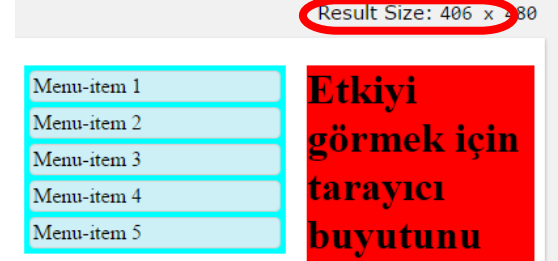 Result Size: 406 x 480
Menu-item 1
Menu-item 2
Menu-item 3
Menu-item 4
Menu-item 5
Etkiyi
görmek için
tarayıcı
buyutunu